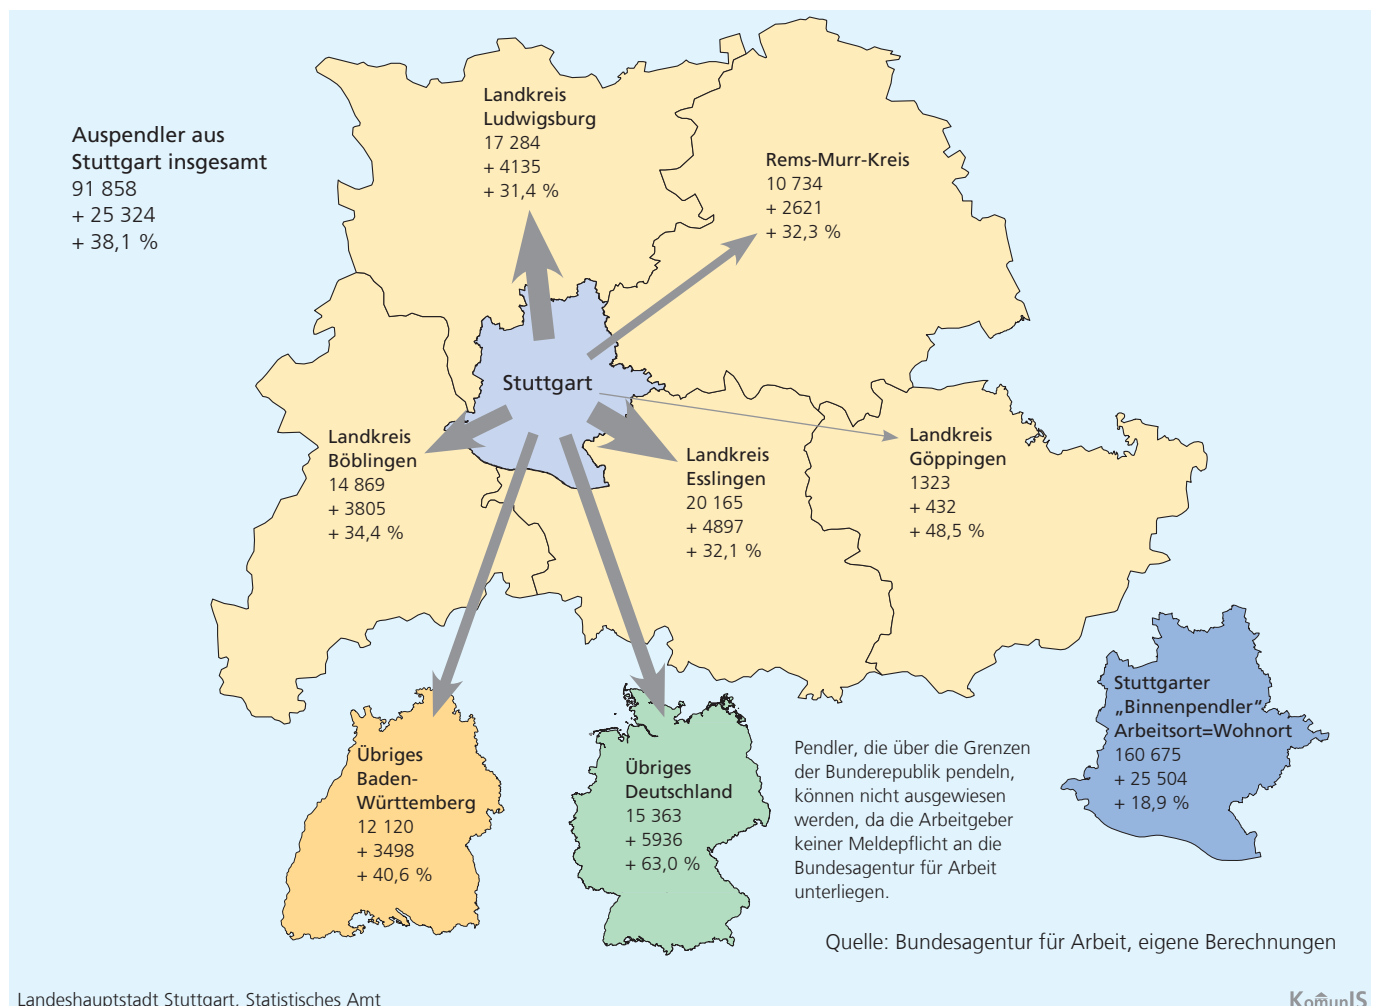 Auspendler aus
Stuttgart insgesamt
91 858
+ 25 324
+ 38,1 %
Landkreis
Ludwigsburg
17 284
+ 4135
+ 31,4 %
Rems-Murr-Kreis
10 734
+ 2621
+ 32,3 %
Stuttgart
Landkreis
Böblingen
14 869
+ 3805
+ 34,4 %
Landkreis
Esslingen
20 165
+ 4897
+ 32,1 %
Landkreis
Göppingen
1323
+ 432
+ 48,5 %
Übriges
Baden-
Württemberg
12 120
+ 3498
+ 40,6 %
Übriges
Deutschland
15 363
+ 5936
+ 63,0 %
Pendler, die über die Grenzen
der Bunderepublik pendeln,
können nicht ausgewiesen
werden, da die Arbeitgeber
keiner Meldepflicht an die
Bundesagentur für Arbeit
unterliegen.
Stuttgarter
„Binnenpendler“
Arbeitsort=Wohnort
160 675
+ 25 504
+ 18,9 %
Quelle: Bundesagentur für Arbeit, eigene Berechnungen
Landeshauptstadt Stuttgart, Statistisches Amt
KomunIS